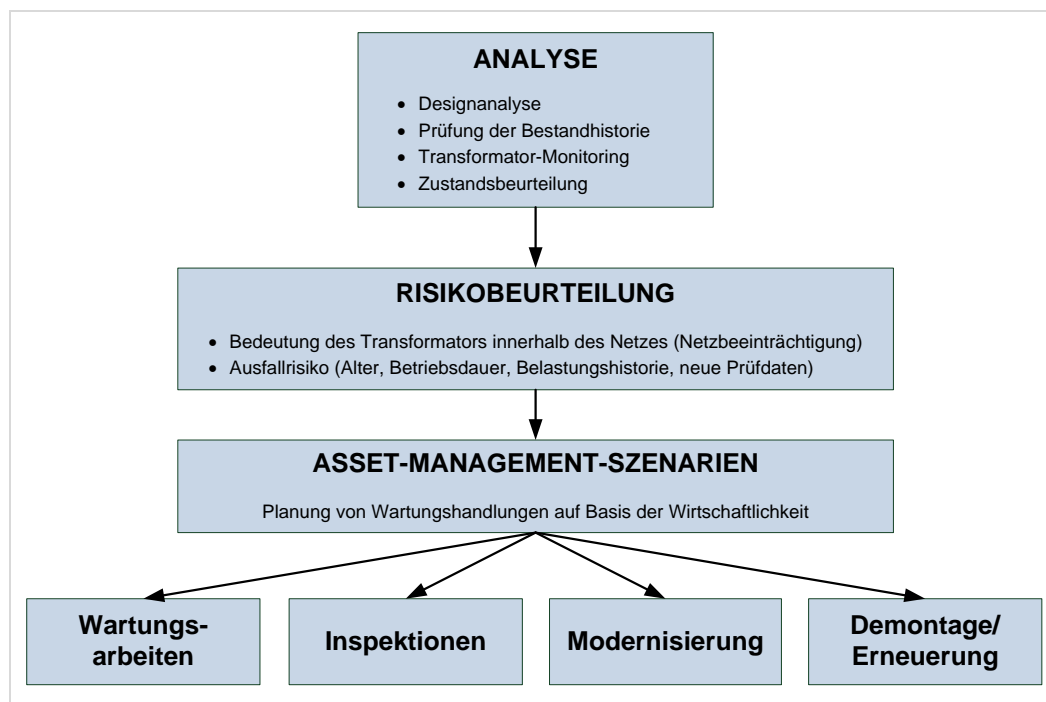 ANALYSE
• Designanalyse
• Prüfung der Bestandhistorie
• Transformator-Monitoring
• Zustandsbeurteilung
RISIKOBEURTEILUNG
• Bedeutung des Transformators innerhalb des Netzes (Netzbeeinträchtigung)
• Ausfallrisiko (Alter, Betriebsdauer, Belastungshistorie, neue Prüfdaten)
ASSET-MANAGEMENT-SZENARIEN
Planung von Wartungshandlungen auf Basis der Wirtschaftlichkeit
Wartungs-
arbeiten
Inspektionen
Modernisierung
Demontage/
Erneuerung